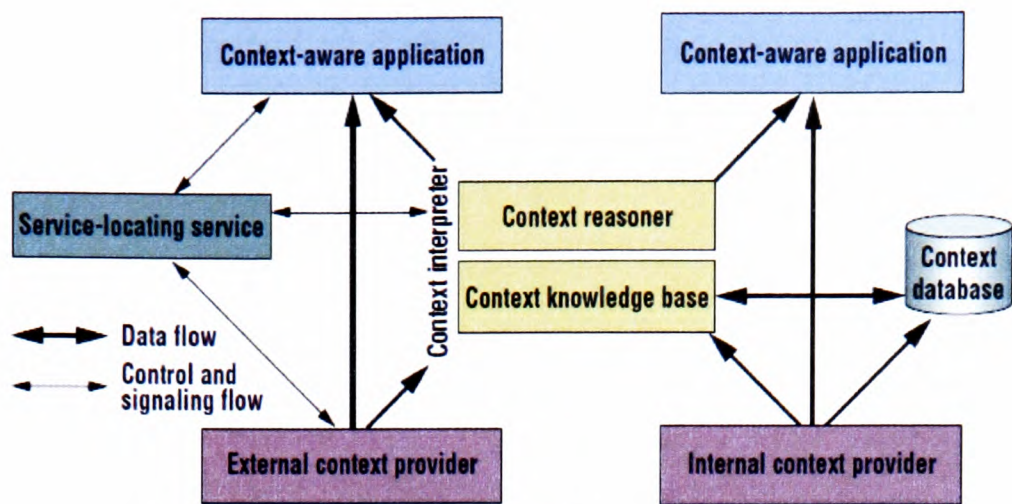 Context-aware application
Context-aware application
Service-locating service
Context interpreter
Context reasoner
Context knowledge base
Context
database
Data flow
Control and
signaling flow
External context provider
Internal context provider